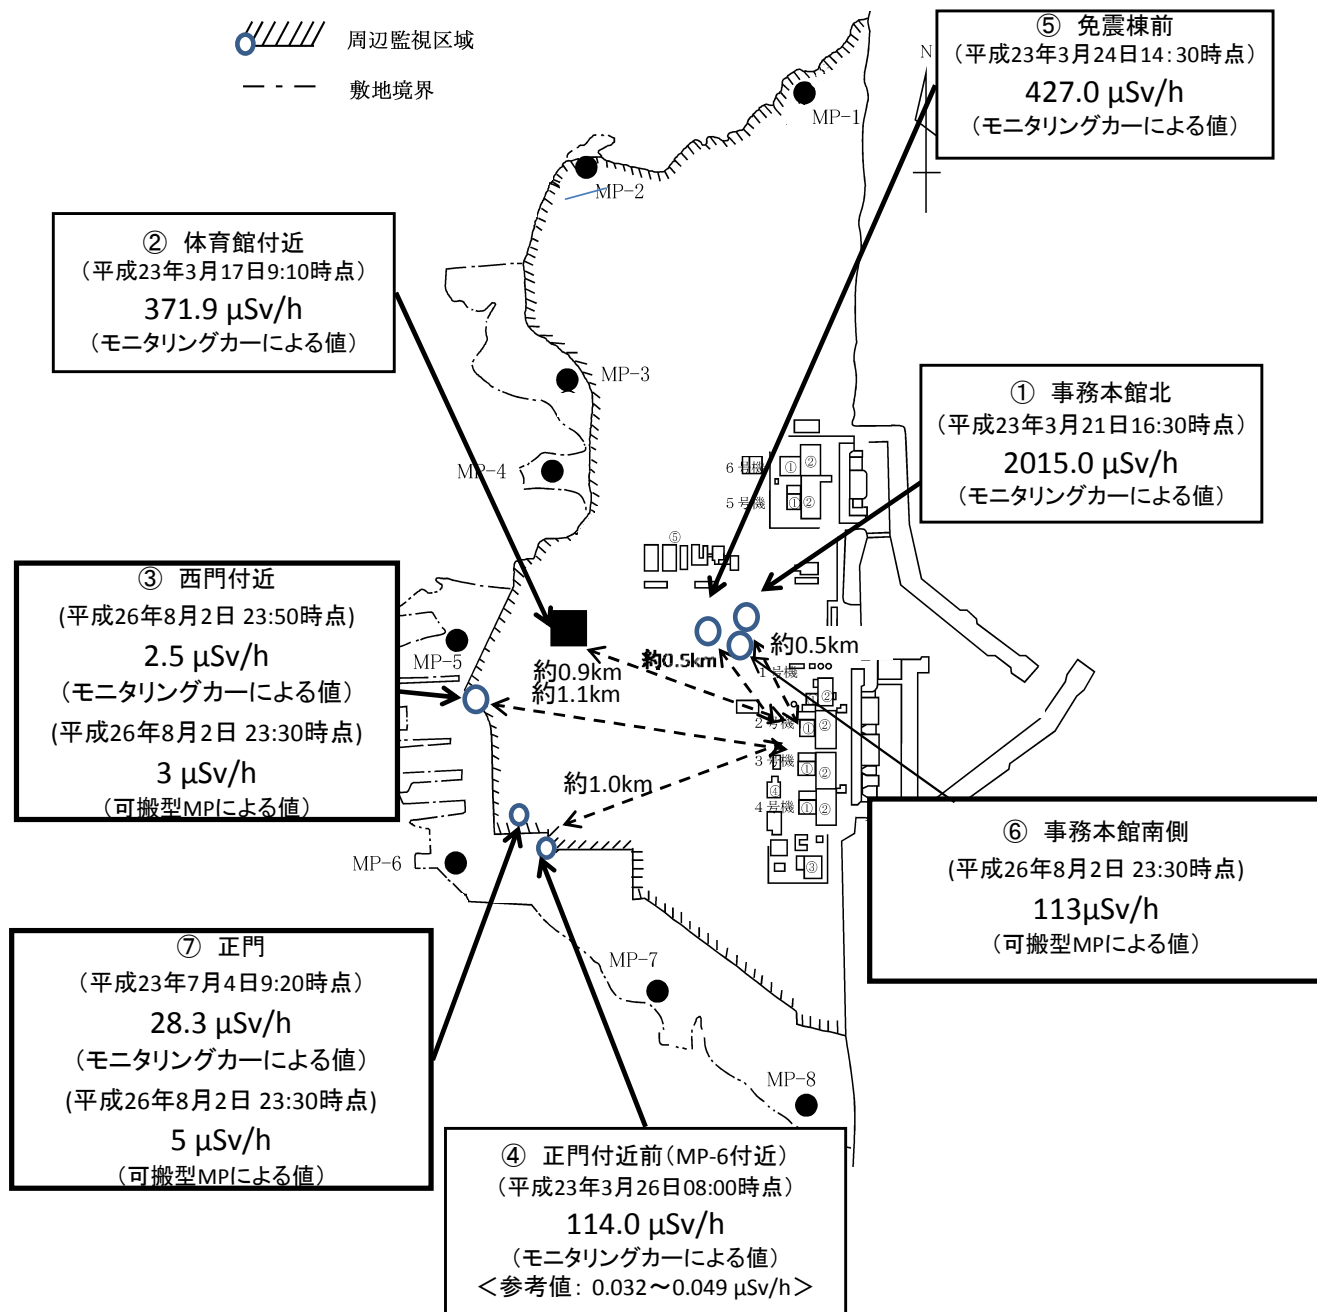 周辺監視区域
敷地境界
⑤ 免震棟前
（平成23年3月24日14：30時点）
427.0 μSv/h
（モニタリングカーによる値）
N
MP-1
MP-2
② 体育館付近
（平成23年3月17日9:10時点）
371.9 μSv/h
（モニタリングカーによる値）
MP-3
MP-4
① 事務本館北
（平成23年3月21日16:30時点）
2015.0 μSv/h
（モニタリングカーによる値）
6号機
① ②
5号機
① ②
⑤
③ 西門付近
(平成26年8月2日 23:50時点)
2.5 μSv/h
（モニタリングカーによる値）
(平成26年8月2日 23:30時点)
3 μSv/h
（可搬型MPによる値）
MP-5
約0.9km
約1.1km
約0.5km
約0.5km
1号機
②
2号機
① ②
3号機
① ②
④
4号機
① ②
③
約1.0km
MP-6
⑥ 事務本館南側
(平成26年8月2日 23:30時点)
113μSv/h
（可搬型MPによる値）
⑦ 正門
（平成23年7月4日9:20時点）
28.3 μSv/h
（モニタリングカーによる値）
(平成26年8月2日 23:30時点)
5 μSv/h
（可搬型MPによる値）
MP-7
MP-8
④ 正門付近前（MP-6付近）
（平成23年3月26日08:00時点）
114.0 μSv/h
（モニタリングカーによる値）
＜参考値： 0.032～0.049 μSv/h＞